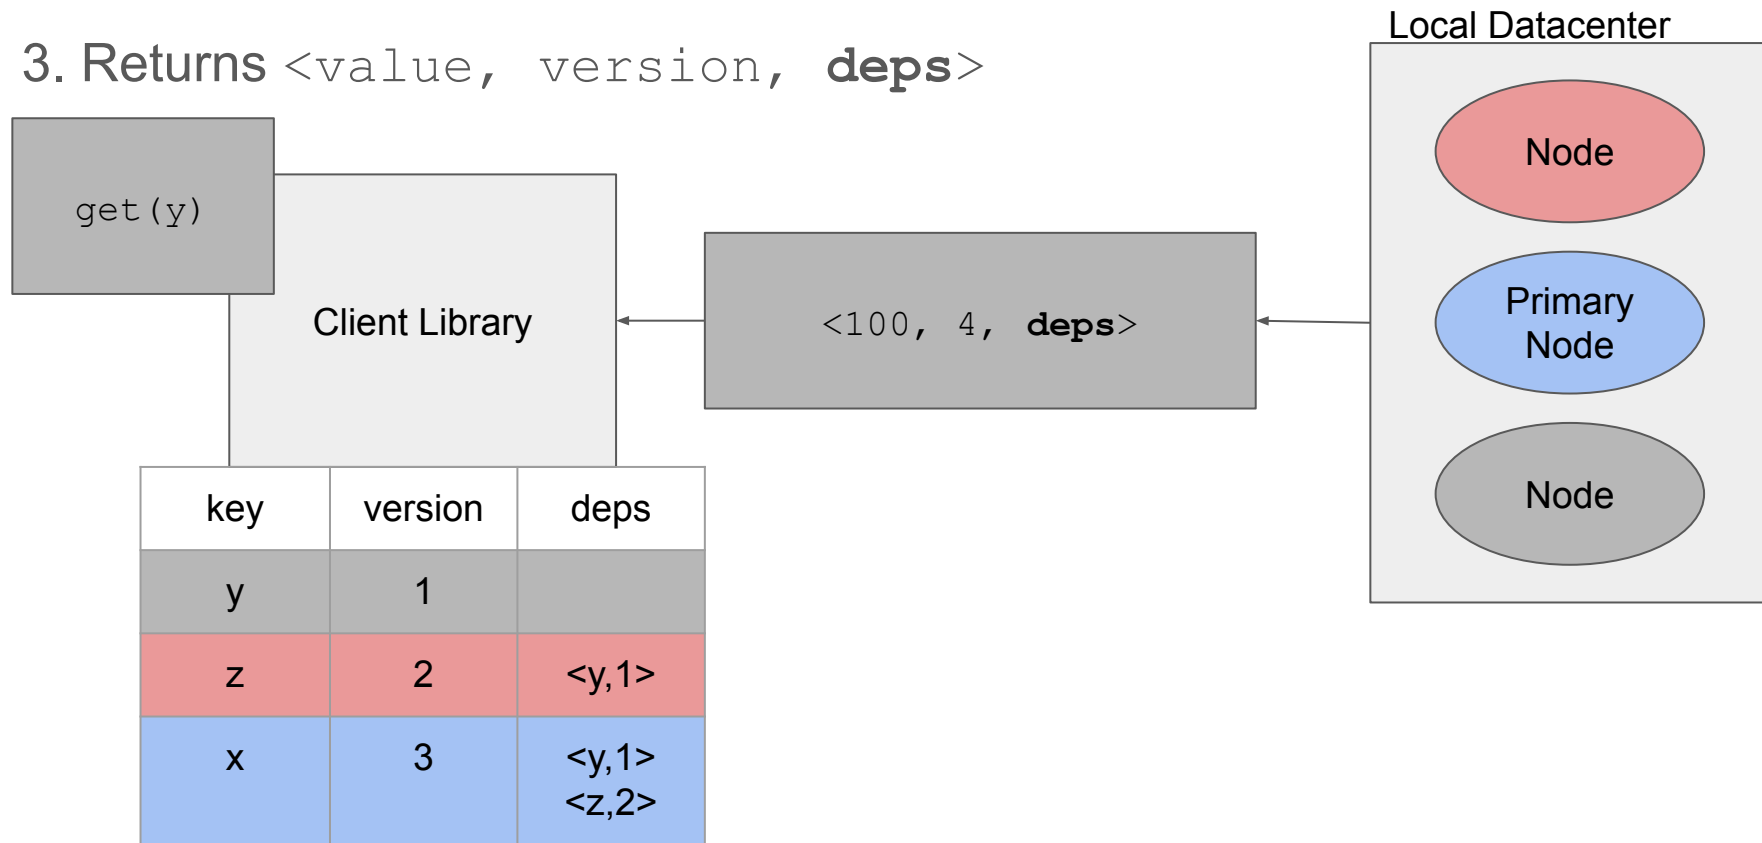 Local Datacenter
3. Returns <value, version, deps>
get(y)
Client Library
<100, 4, deps>
Node
Primary
Node
Node
key version deps
y 1
z 2 <y,1>
x 3 <y,1>
<z,2>